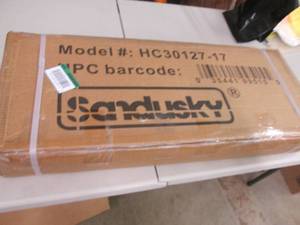 Model #: HC30127-17
UPC barcode:
Sandusky®